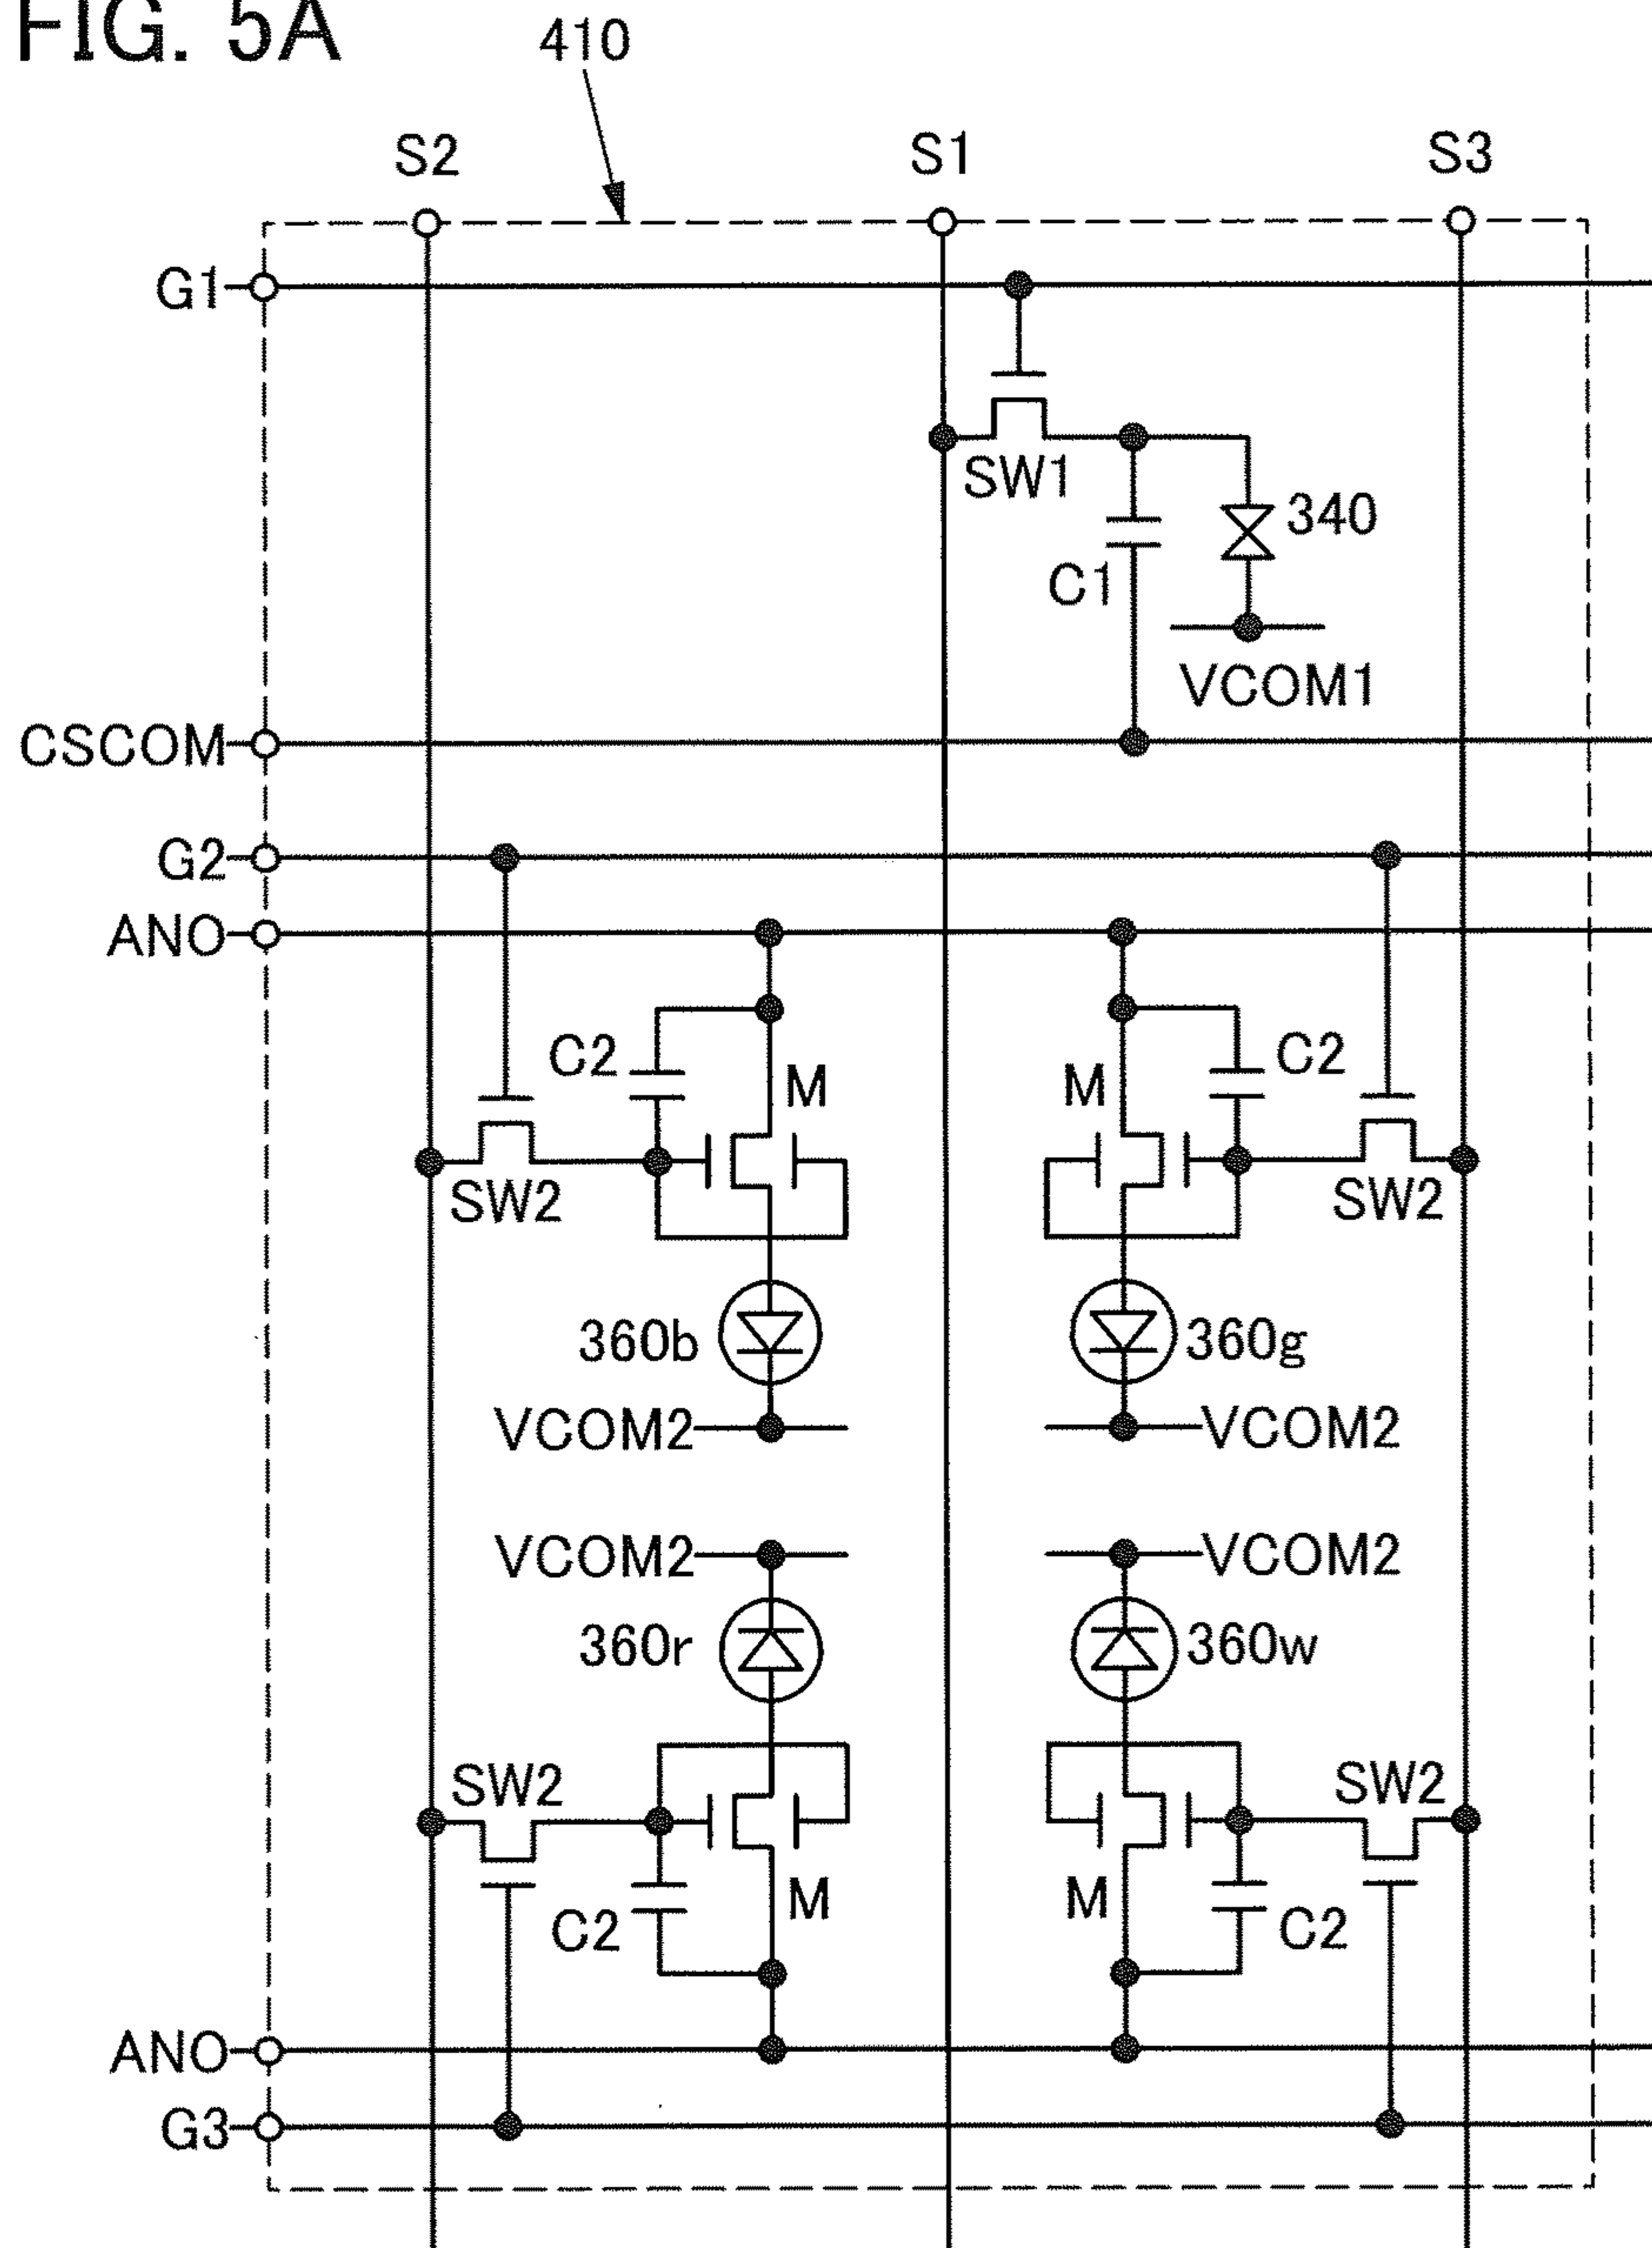 FIG. 5A
410
S2
S1
S3
G1
SW1
340
C1
VCOM1
CSCOM
G2
ANO
C2
M
M
C2
SW2
SW2
360b
360g
VCOM2
VCOM2
VCOM2
VCOM2
360r
360w
SW2
SW2
M
M
C2
C2
ANO
G3